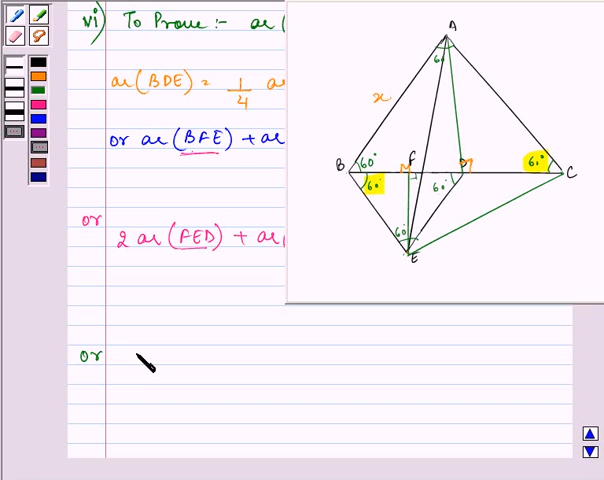 vi) To Prove :- ar (
ar (BDE) = 1/4 ar
or ar (BFE) + ar
or 2 ar (FED) + ar(
or
A
60
x
B 60° M F D 60° C
60° 60°
60°
E